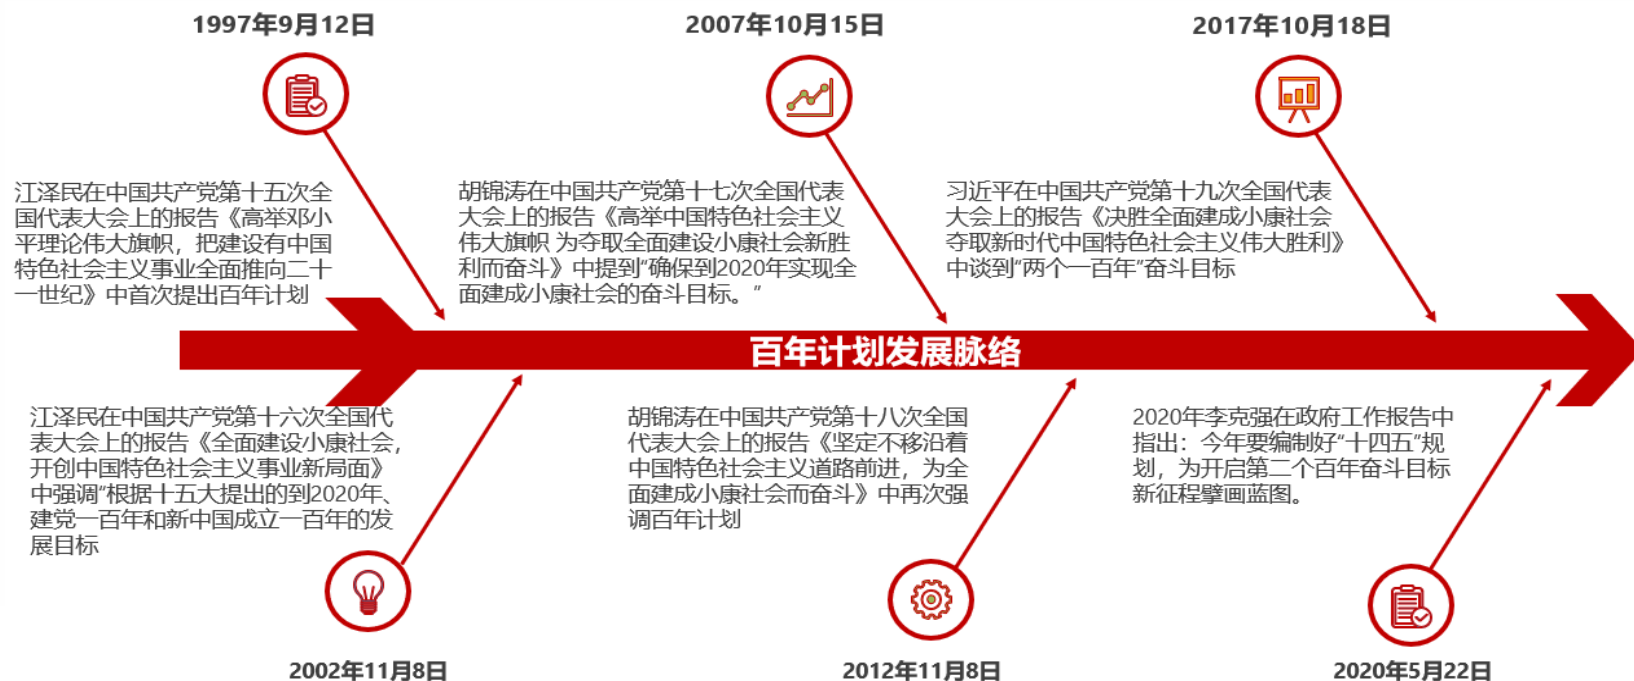 1997年9月12日
江泽民在中国共产党第十五次全
国代表大会上的报告《高举邓小
平理论伟大旗帜，把建设有中国
特色社会主义事业全面推向二十
一世纪》中首次提出百年计划
2007年10月15日
胡锦涛在中国共产党第十七次全国代表
大会上的报告《高举中国特色社会主义
伟大旗帜 为夺取全面建设小康社会新胜
利而奋斗》中提到“确保到2020年实现全
面建成小康社会的奋斗目标。”
2017年10月18日
习近平在中国共产党第十九次全国代表
大会上的报告《决胜全面建成小康社会
夺取新时代中国特色社会主义伟大胜利》
中谈到“两个一百年”奋斗目标
百年计划发展脉络
江泽民在中国共产党第十六次全国代
表大会上的报告《全面建设小康社会，
开创中国特色社会主义事业新局面》
中强调“根据十五大提出的到2020年、
建党一百年和新中国成立一百年的发
展目标
2002年11月8日
胡锦涛在中国共产党第十八次全国
代表大会上的报告《坚定不移沿着
中国特色社会主义道路前进，为全
面建成小康社会而奋斗》中再次强
调百年计划
2012年11月8日
2020年李克强在政府工作报告中
指出：今年要编制好“十四五”规
划，为开启第二个百年奋斗目标
新征程擘画蓝图。
2020年5月22日